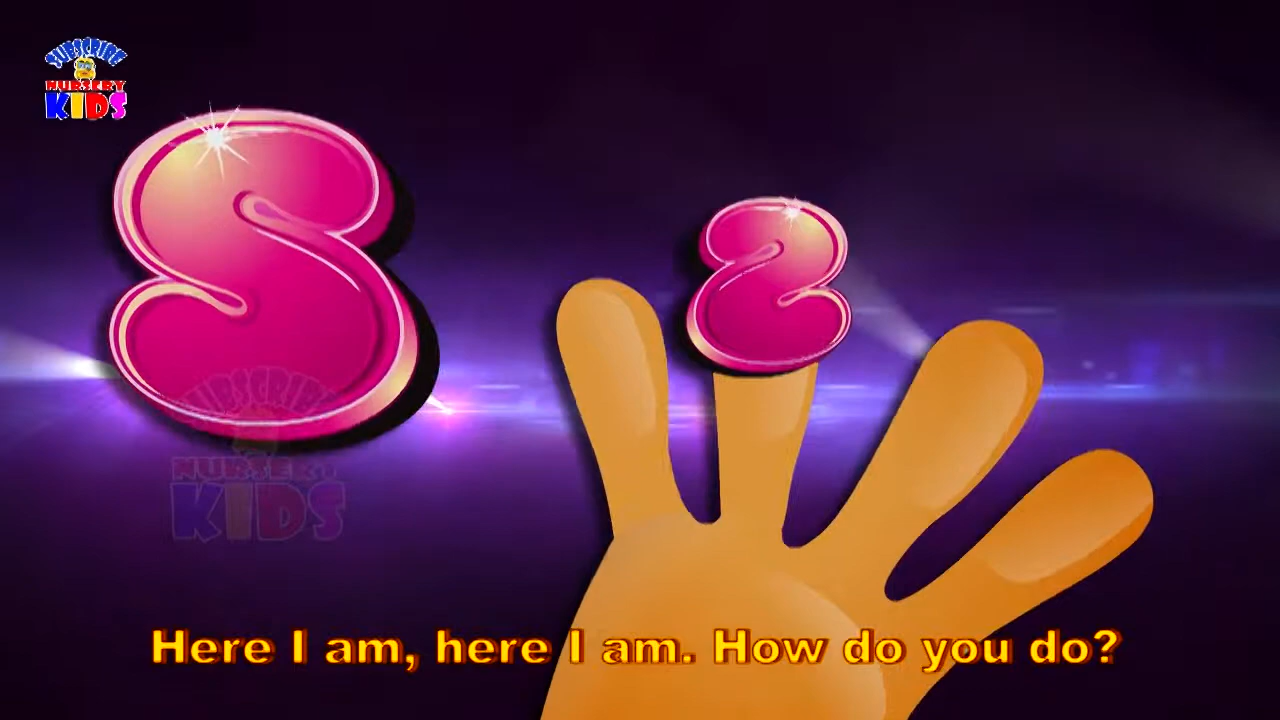 SUBSCRIBE
NURSERY
KIDS
S
S
SUBSCRIBE
NURSERY
KIDS
Here I am, here I am. How do you do?